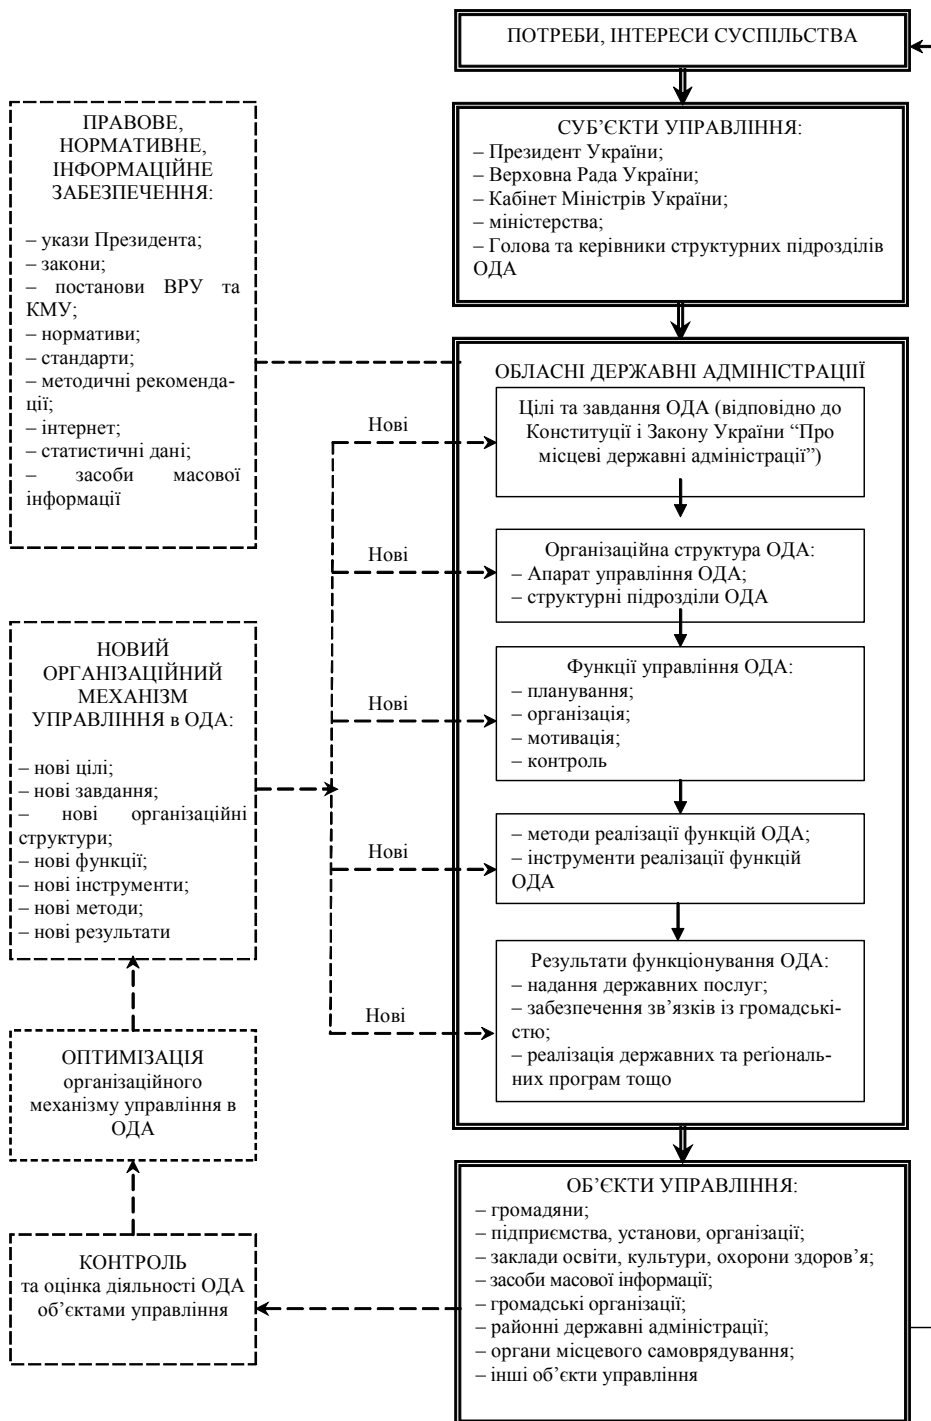 ПОТРЕБИ, ІНТЕРЕСИ СУСПІЛЬСТВА
СУБ’ЄКТИ УПРАВЛІННЯ:
– Президент України;
– Верховна Рада України;
– Кабінет Міністрів України;
– міністерства;
– Голова та керівники структурних підрозділів
ОДА
ПРАВОВЕ,
НОРМАТИВНЕ,
ІНФОРМАЦІЙНЕ
ЗАБЕЗПЕЧЕННЯ:
– укази Президента;
– закони;
– постанови ВРУ та
КМУ;
– нормативи;
– стандарти;
– методичні рекоменда-
ції;
– інтернет;
– статистичні дані;
– засоби масової
інформації
ОБЛАСНІ ДЕРЖАВНІ АДМІНІСТРАЦІІЇ
Нові
Цілі та завдання ОДА (відповідно до
Конституції і Закону України “Про
місцеві державні адміністрації”)
Нові
Організаційна структура ОДА:
– Апарат управління ОДА;
– структурні підрозділи ОДА
НОВИЙ
ОРГАНІЗАЦІЙНИЙ
МЕХАНІЗМ
УПРАВЛІННЯ в ОДА:
– нові цілі;
– нові завдання;
– нові організаційні
структури;
– нові функції;
– нові інструменти;
– нові методи;
– нові результати
Нові
Функції управління ОДА:
– планування;
– організація;
– мотивація;
– контроль
Нові
– методи реалізації функцій ОДА;
– інструменти реалізації функцій
ОДА
Нові
Результати функціонування ОДА:
– надання державних послуг;
– забезпечення зв’язків із громадські-
стю;
– реалізація державних та регіональ-
них програм тощо
ОПТИМІЗАЦІЯ
організаційного
механізму управління в
ОДА
КОНТРОЛЬ
та оцінка діяльності ОДА
об’єктами управління
ОБ’ЄКТИ УПРАВЛІННЯ:
– громадяни;
– підприємства, установи, організації;
– заклади освіти, культури, охорони здоров’я;
– засоби масової інформації;
– громадські організації;
– районні державні адміністрації;
– органи місцевого самоврядування;
– інші об’єкти управління